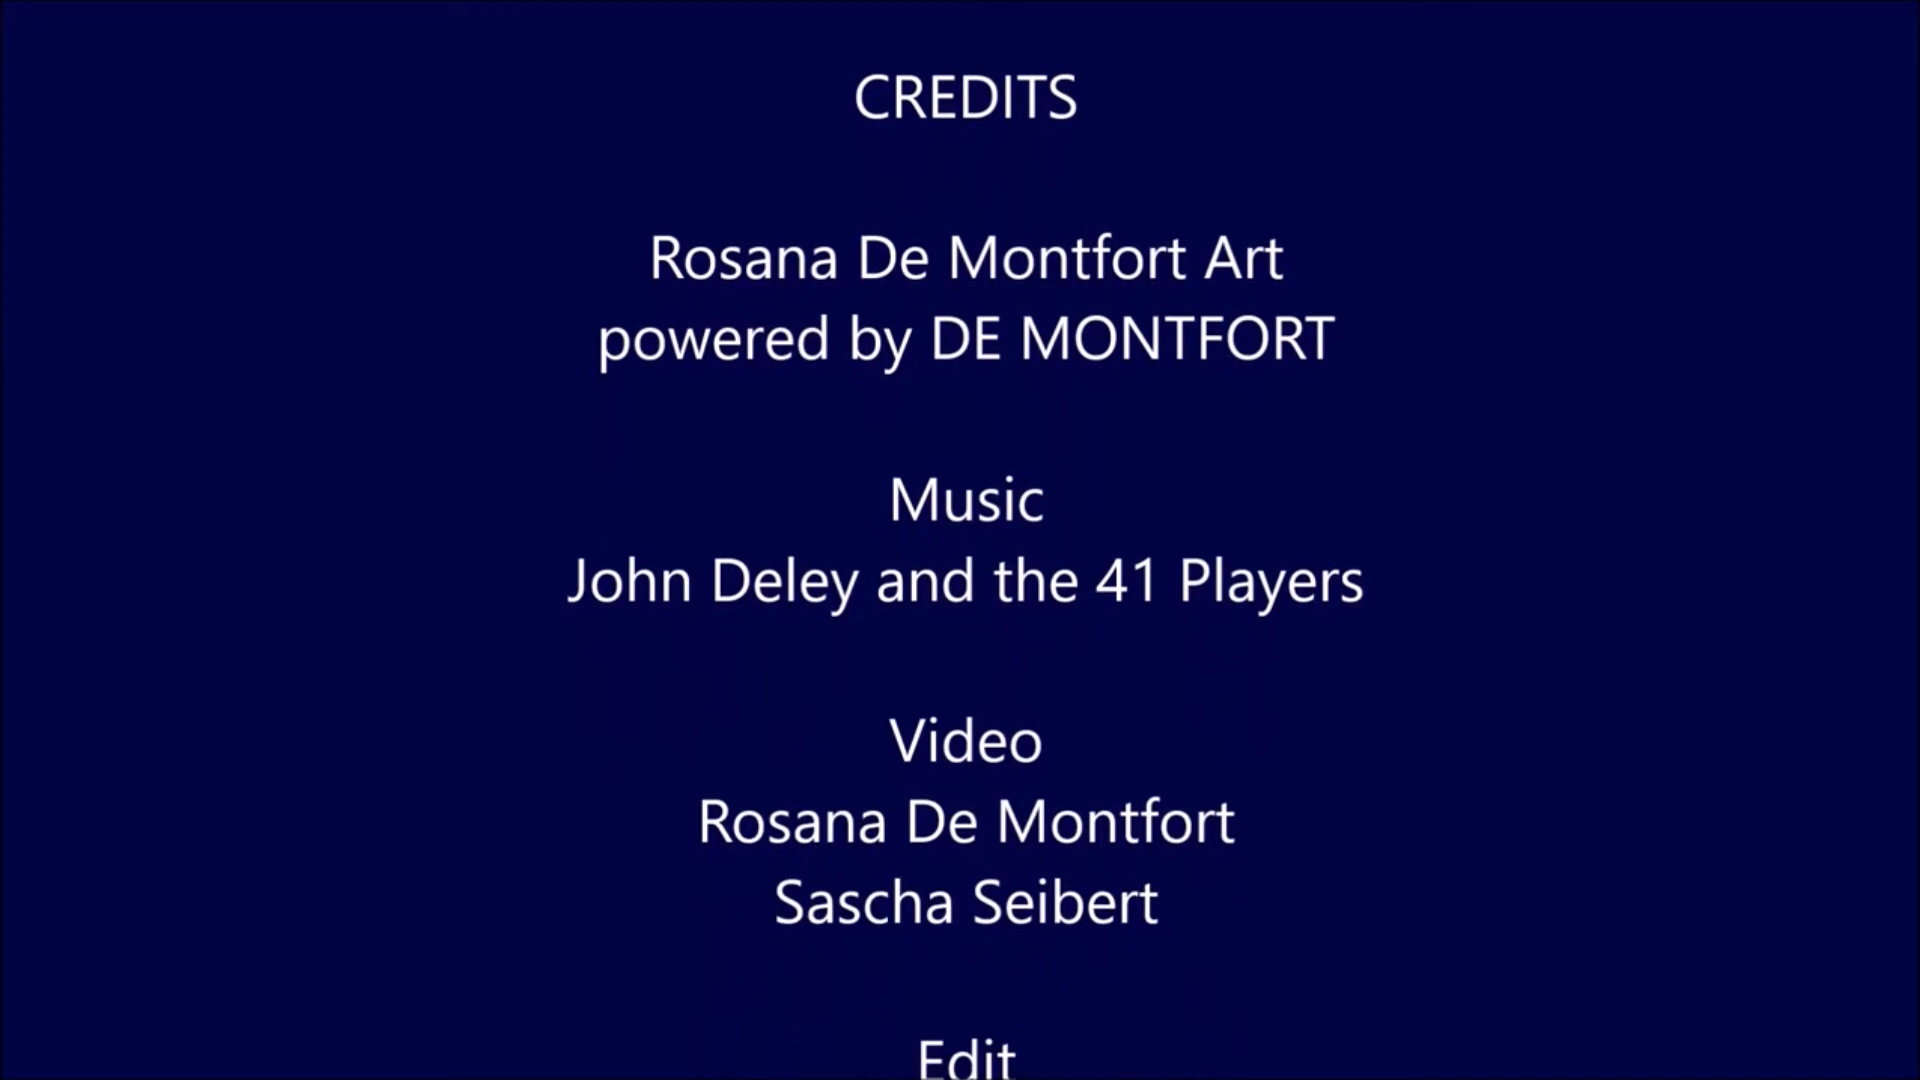 CREDITS
Rosana De Montfort Art
powered by DE MONTFORT
Music
John Deley and the 41 Players
Video
Rosana De Montfort
Sascha Seibert
Edit